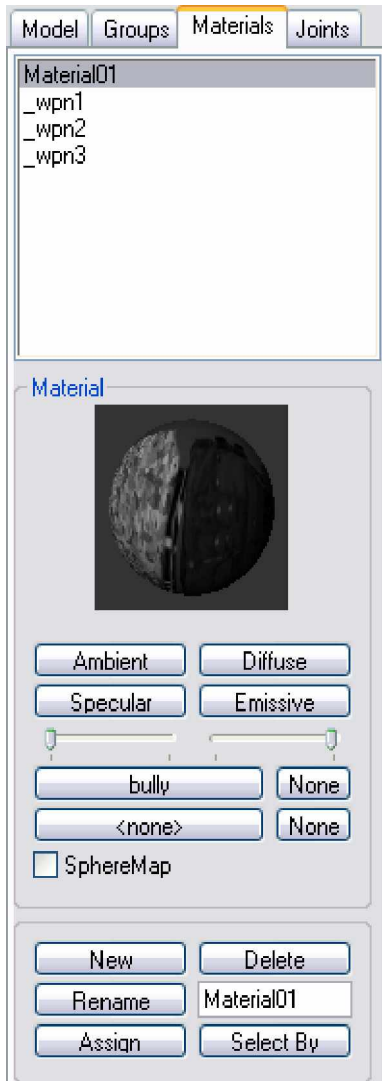 Model Groups Materials Joints
Material01
_wpn1
_wpn2
_wpn3
Material
Ambient Diffuse
Specular Emissive
bully None
<none> None
SphereMap
New Delete
Rename Material01
Assign Select By